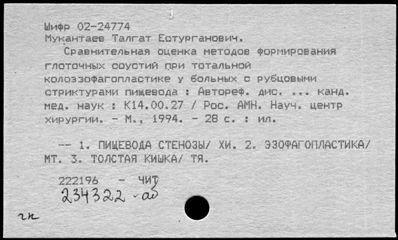 Шифр 02-24774
Мукантаев Талгат Естурганович.
Сравнительная оценка методов формирования
глоточных соустий при тотальной
колоэзофагопластике у больных с рубцовыми
стриктурами пищевода : Автореф. дис. ... канд.
мед. наук : К14.00.27 / Рос. АМН. Науч. центр
хирургии. - М., 1994. - 28 с. : ил.
-- 1. ПИЩЕВОДА СТЕНОЗЫ/ ХИ. 2. ЭЗОФАГОПЛАСТИКА/
МТ. 3. ТОЛСТАЯ КИШКА/ ТЯ.
222196 - ЧИТ
234322 - аб
гк